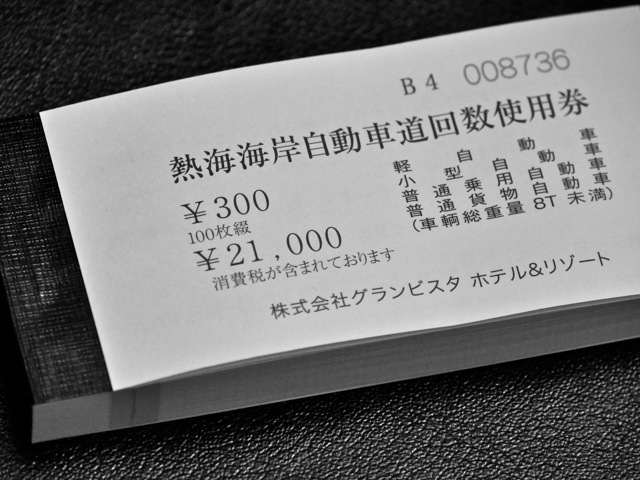 B4 008736
熱海海岸自動車道回数使用券
¥300
100枚綴
¥21,000
消費税が含まれております
軽自動車
小型自動車
普通乗用自動車
普通貨物自動車
(車輌総重量8T未満)
株式会社グランビスタ ホテル&リゾート